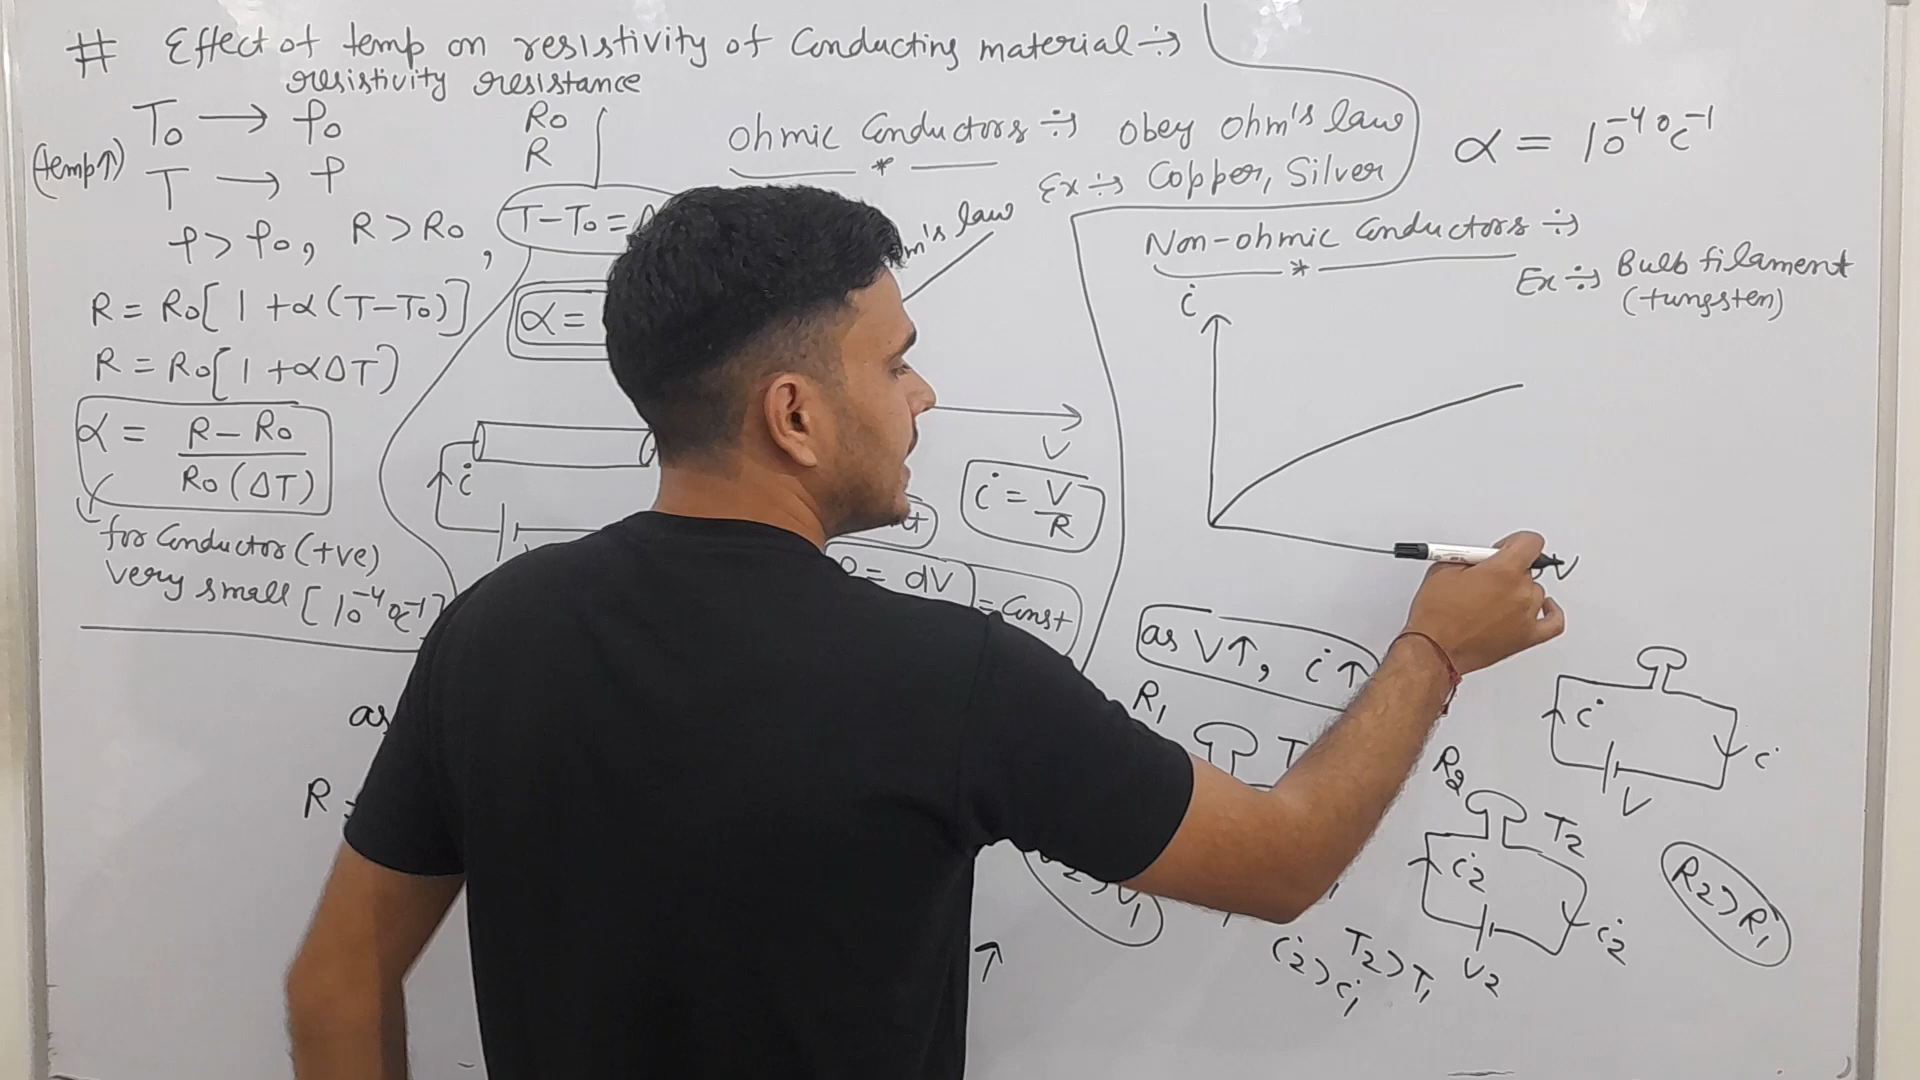 # Effect of temp on resistivity of Conducting material ÷>
resistivity resistance
T₀ → ρ₀
(temp↑) T → ρ
ρ > ρ₀, R > R₀,
R₀
R
T-T₀ =
R = R₀[1 + α(T-T₀)]
R = R₀[1 + αΔT)
α = R - R₀ / R₀(ΔT)
for Conductor (+ve)
very small [10⁻⁴ °C⁻¹]
α =
Ohmic Conductors ÷> Obey Ohm's law
*
Ex ÷> Copper, Silver
m's law
V
i
i = V/R
= dV
= Const
as
R =
↑
α = 10⁻⁴ °C⁻¹
Non-ohmic Conductors ÷>
*
Ex ÷> Bulb filament
(tungsten)
i
V
as V↑, i↑
R₁
T
i
i
V
R₂
T₂
i₂
i₂
V₂
R₂ > R₁
V₁
T₂ > T₁
i₂ > i₁